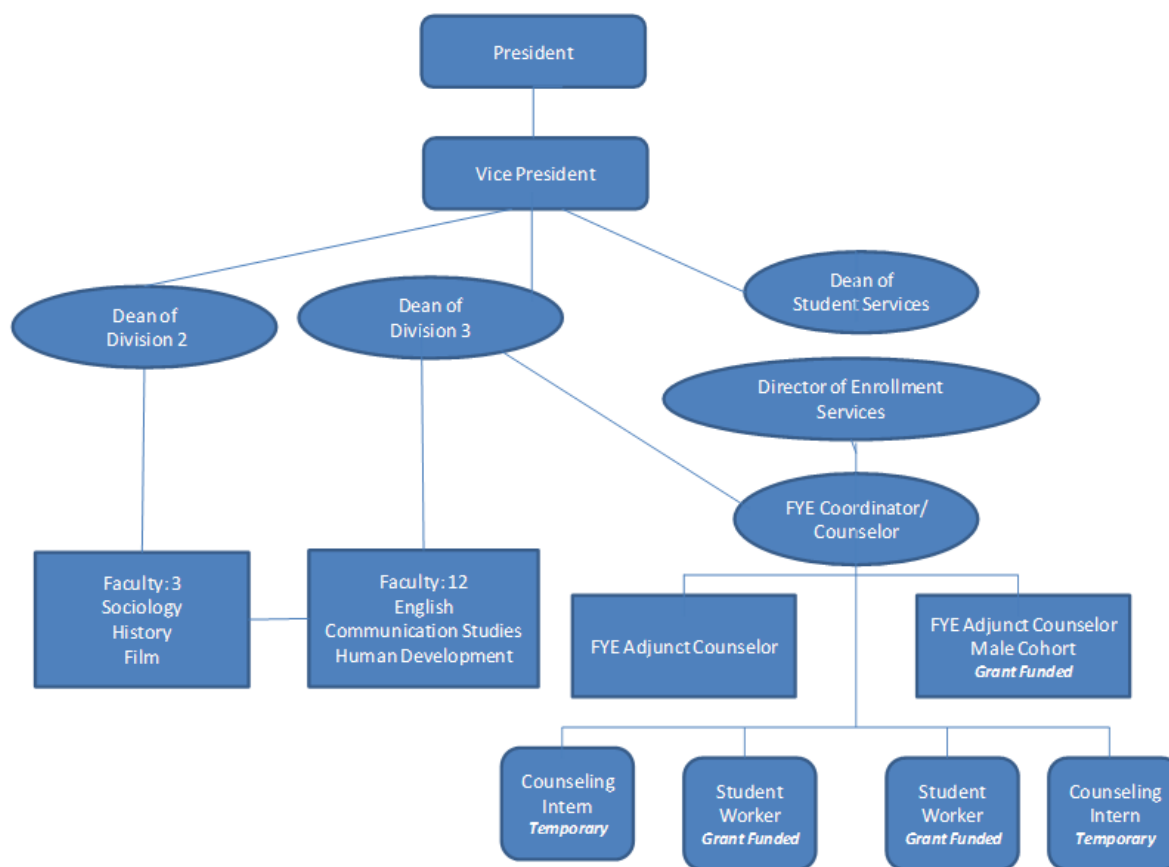 President
Vice President
Dean of
Division 2
Dean of
Division 3
Dean of
Student Services
Director of Enrollment
Services
FYE Coordinator/
Counselor
Faculty: 3
Sociology
History
Film
Faculty: 12
English
Communication Studies
Human Development
FYE Adjunct Counselor
FYE Adjunct Counselor
Male Cohort
Grant Funded
Counseling
Intern
Temporary
Student
Worker
Grant Funded
Student
Worker
Grant Funded
Counseling
Intern
Temporary